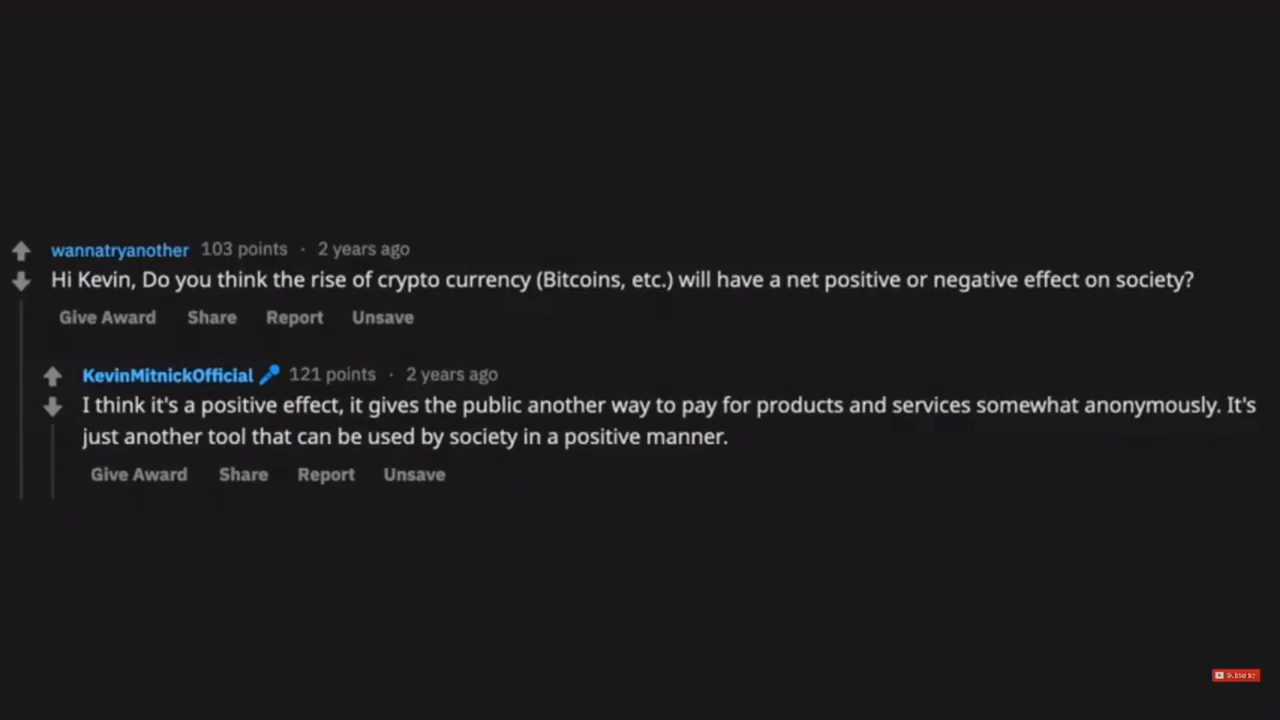 wannatryanother 103 points · 2 years ago
Hi Kevin, Do you think the rise of crypto currency (Bitcoins, etc.) will have a net positive or negative effect on society?
Give Award Share Report Unsave
KevinMitnickOfficial 121 points · 2 years ago
I think it's a positive effect, it gives the public another way to pay for products and services somewhat anonymously. It's
just another tool that can be used by society in a positive manner.
Give Award Share Report Unsave